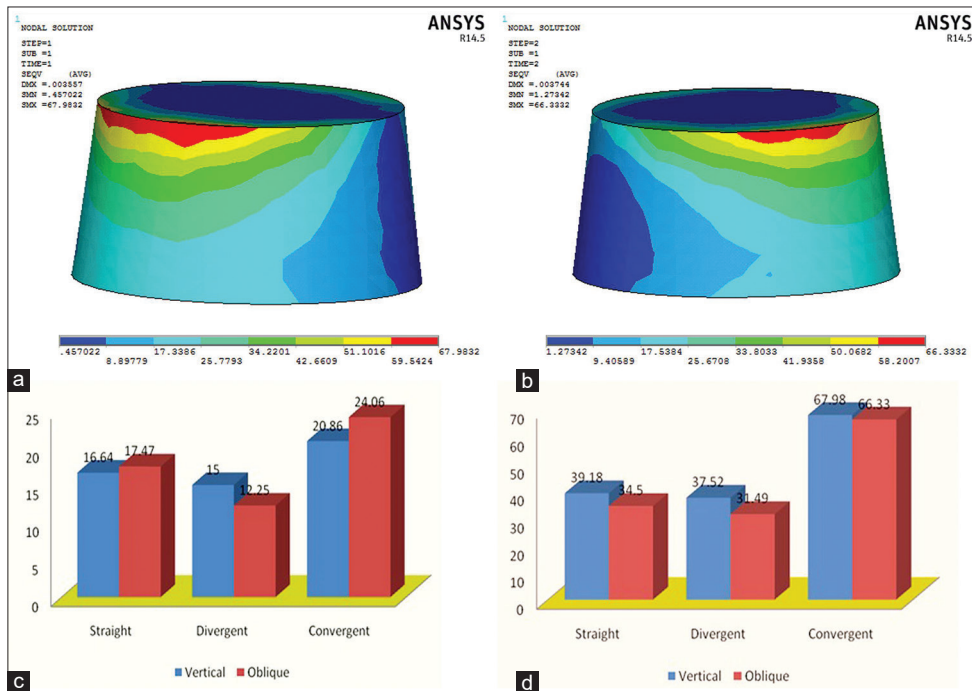 1
NODAL SOLUTION
STEP=1
SUB =1
TIME=1
SEQV (AVG)
DMX =.003557
SMN =.457022
SMX =67.9832
ANSYS
R14.5
.457022 17.3386 34.2201 51.1016 67.9832
8.89779 25.7793 42.6609 59.5424
a
1
NODAL SOLUTION
STEP=2
SUB =1
TIME=2
SEQV (AVG)
DMX =.003744
SMN =1.27342
SMX =66.3332
ANSYS
R14.5
1.27342 17.5384 33.8033 50.0682 66.3332
9.40589 25.6708 41.9358 58.2007
b
25
20
15
10
5
0
16.64 17.47 15 12.25 20.86 24.06
Straight Divergent Convergent
Vertical Oblique
c
70
60
50
40
30
20
10
0
39.18 34.5 37.52 31.49 67.98 66.33
Straight Divergent Convergent
Vertical Oblique
d